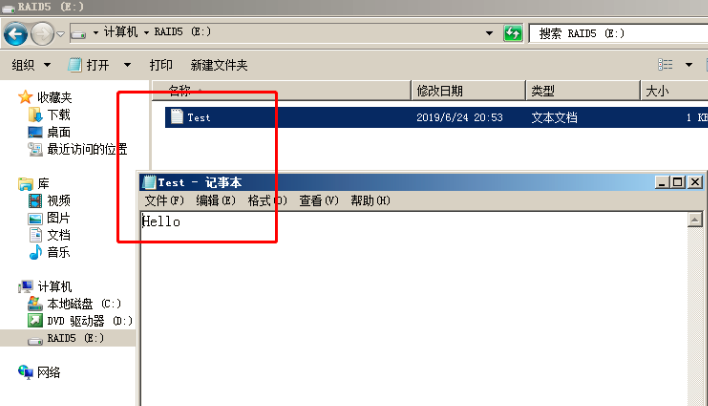 RAID5 (E:)
计算机 RAID5 (E:) 搜索 RAID5 (E:)
组织 打开 打印 新建文件夹
名称 修改日期 类型 大小
Test 2019/6/24 20:53 文本文档 1 KB
收藏夹
下载
桌面
最近访问的位置
库
视频
图片
文档
音乐
计算机
本地磁盘 (C:)
DVD 驱动器 (D:)
RAID5 (E:)
网络
Test - 记事本
文件(F) 编辑(E) 格式(O) 查看(V) 帮助(H)
Hello